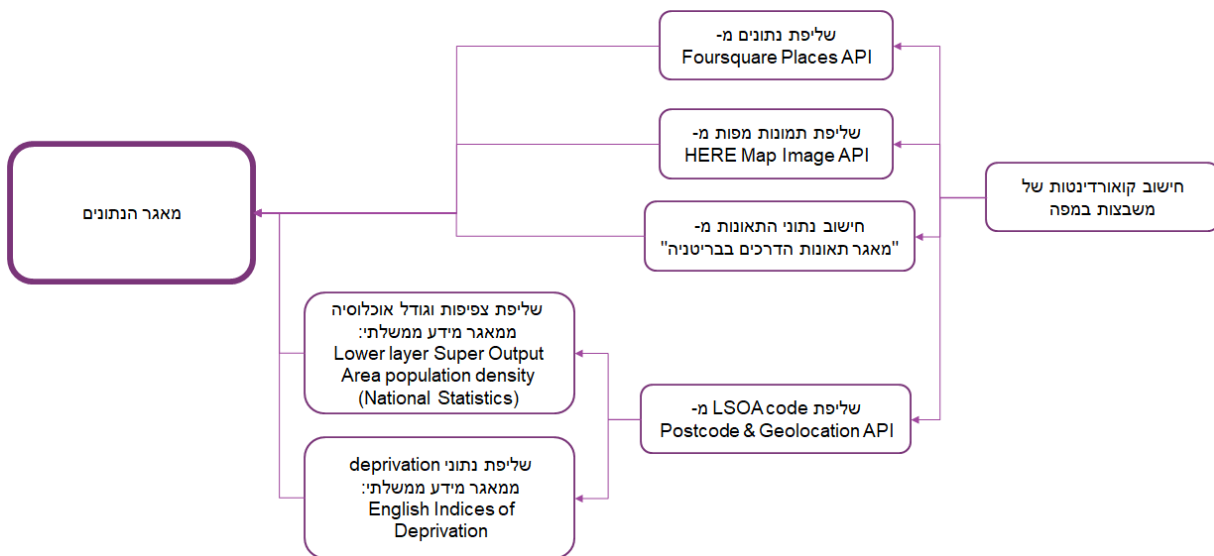 שליפת נתונים מ-
Foursquare Places API
שליפת תמונות מפות מ-
HERE Map Image API
חישוב קואורדינטות של
משבצות במפה
מאגר הנתונים
חישוב נתוני התאונות מ-
"מאגר תאונות הדרכים בבריטניה"
שליפת צפיפות וגודל אוכלוסיה
ממאגר מידע ממשלתי:
Lower layer Super Output
Area population density
(National Statistics)
שליפת LSOA code מ-
Postcode & Geolocation API
שליפת נתוני deprivation
ממאגר מידע ממשלתי:
English Indices of
Deprivation